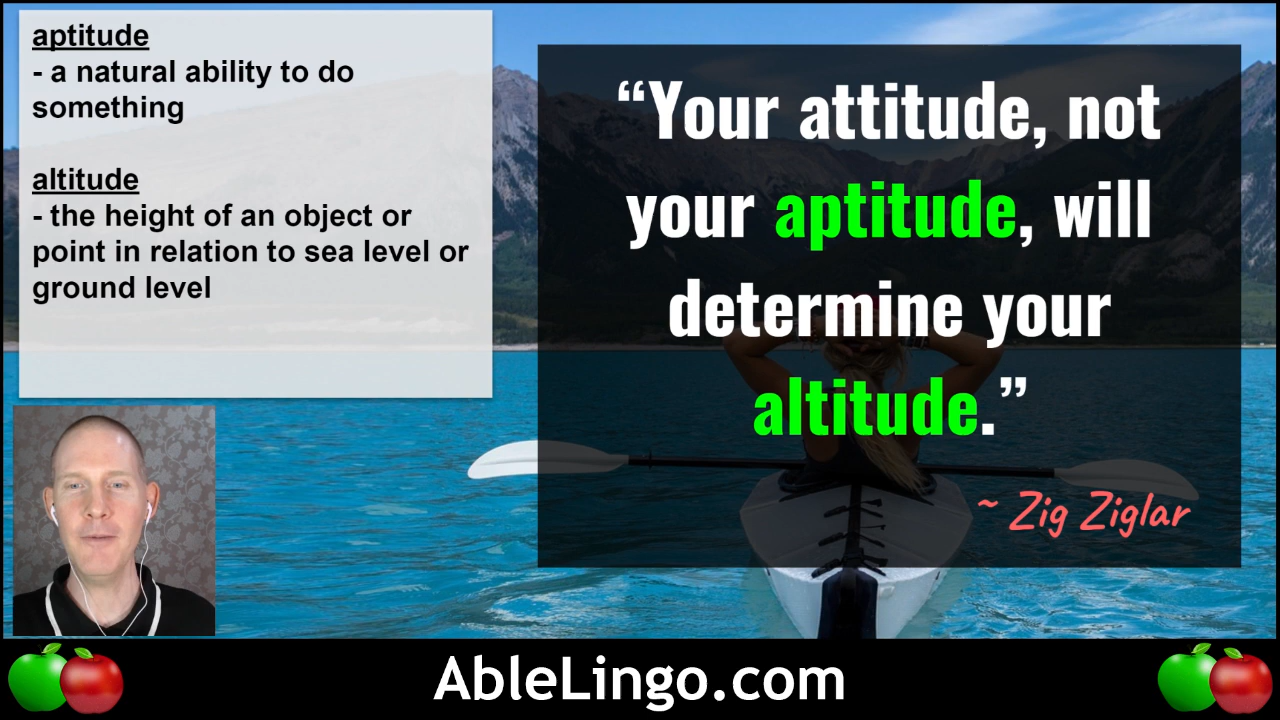 aptitude
- a natural ability to do
something
altitude
- the height of an object or
point in relation to sea level or
ground level
“Your attitude, not
your aptitude, will
determine your
altitude.”
~ Zig Ziglar
AbleLingo.com